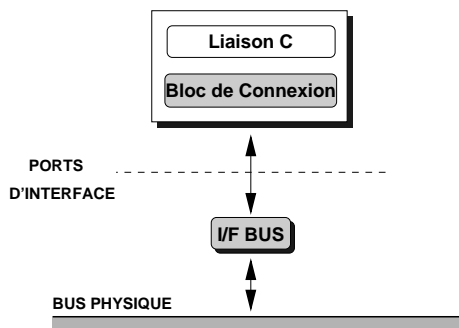 Liaison C
Bloc de Connexion
PORTS
D'INTERFACE
I/F BUS
BUS PHYSIQUE